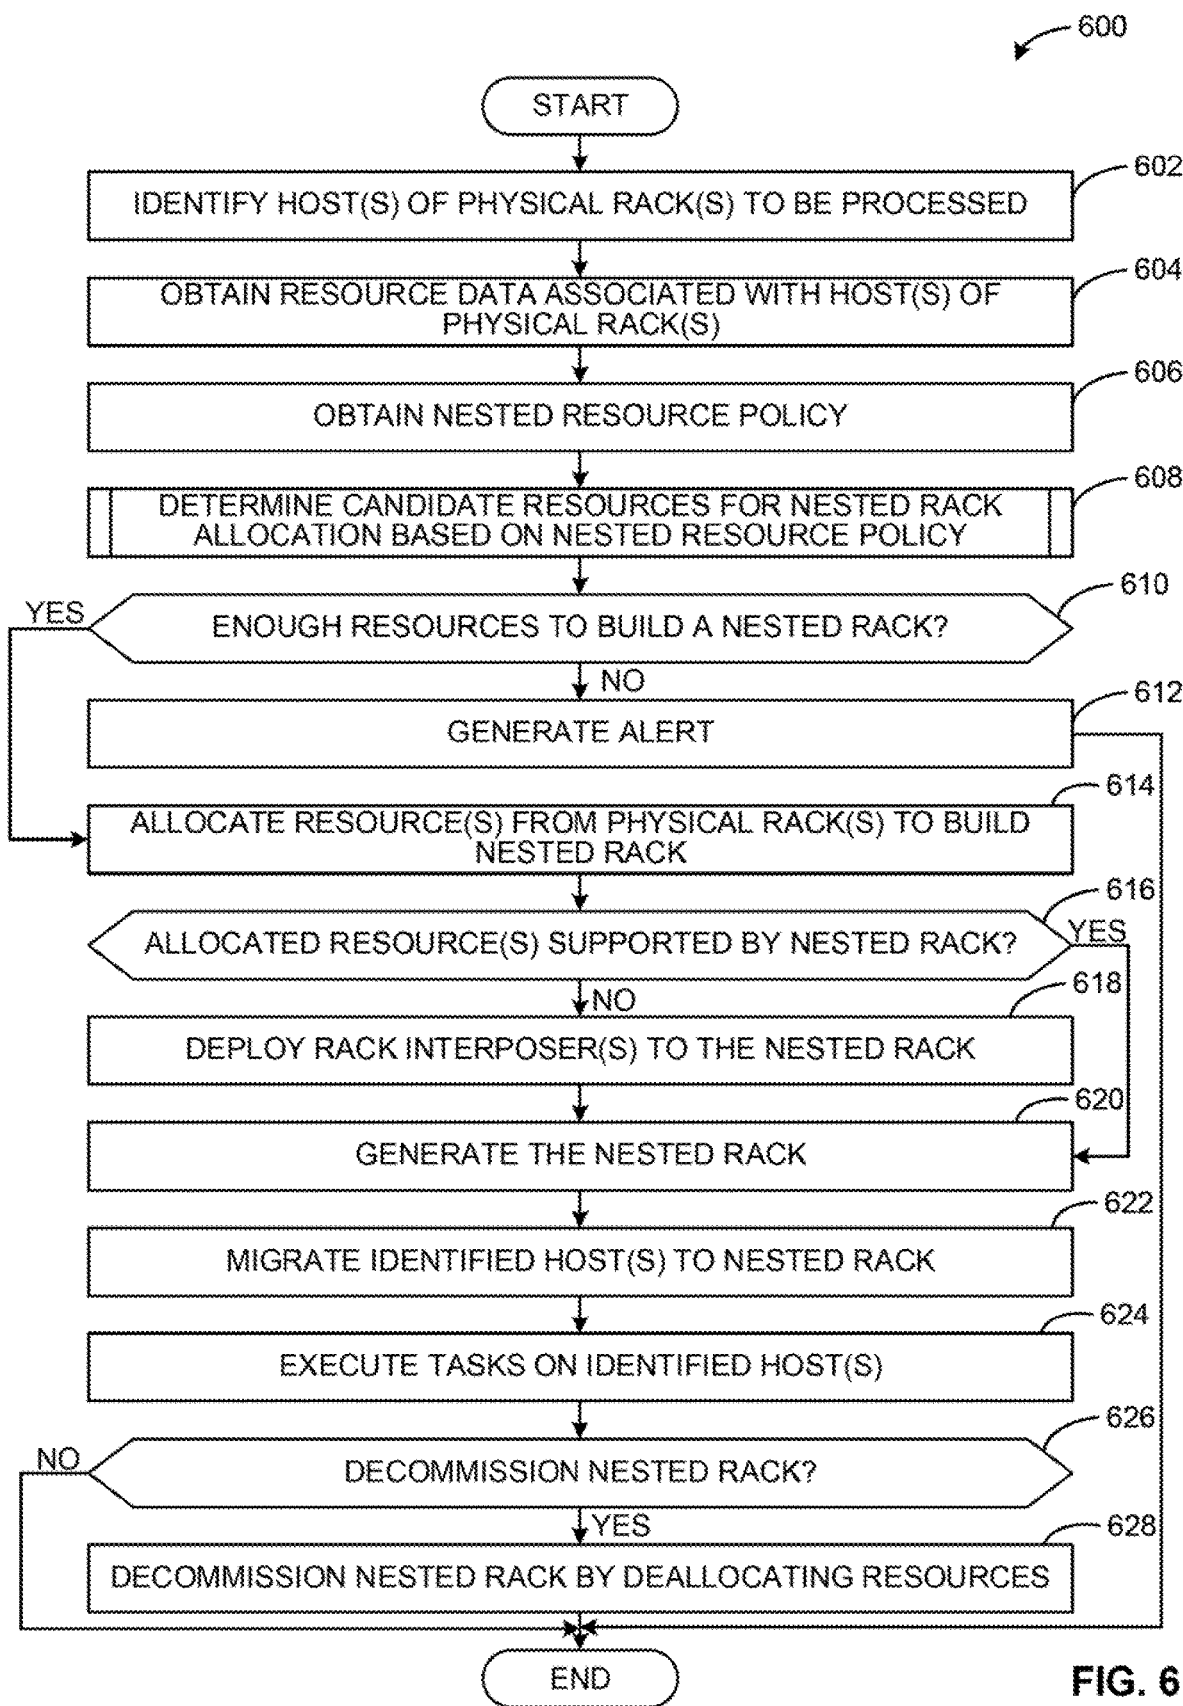 600
START
602
IDENTIFY HOST(S) OF PHYSICAL RACK(S) TO BE PROCESSED
604
OBTAIN RESOURCE DATA ASSOCIATED WITH HOST(S) OF
PHYSICAL RACK(S)
606
OBTAIN NESTED RESOURCE POLICY
608
DETERMINE CANDIDATE RESOURCES FOR NESTED RACK
ALLOCATION BASED ON NESTED RESOURCE POLICY
610
YES
ENOUGH RESOURCES TO BUILD A NESTED RACK?
NO
612
GENERATE ALERT
614
ALLOCATE RESOURCE(S) FROM PHYSICAL RACK(S) TO BUILD
NESTED RACK
616
ALLOCATED RESOURCE(S) SUPPORTED BY NESTED RACK?
YES
NO
618
DEPLOY RACK INTERPOSER(S) TO THE NESTED RACK
620
GENERATE THE NESTED RACK
622
MIGRATE IDENTIFIED HOST(S) TO NESTED RACK
624
EXECUTE TASKS ON IDENTIFIED HOST(S)
626
NO
DECOMMISSION NESTED RACK?
YES
628
DECOMMISSION NESTED RACK BY DEALLOCATING RESOURCES
END
FIG. 6